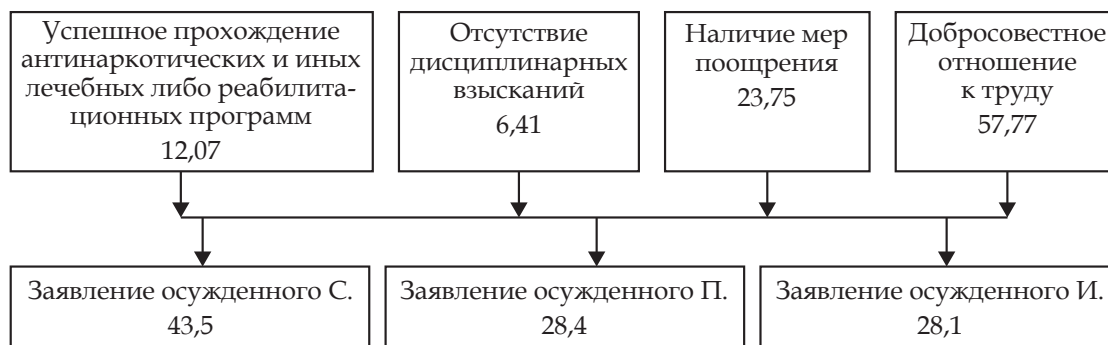 Успешное прохождение
антинаркотических и иных
лечебных либо реабилита-
ционных программ
12,07
Отсутствие
дисциплинарных
взысканий
6,41
Наличие мер
поощрения
23,75
Добросовестное
отношение
к труду
57,77
Заявление осужденного С.
43,5
Заявление осужденного П.
28,4
Заявление осужденного И.
28,1